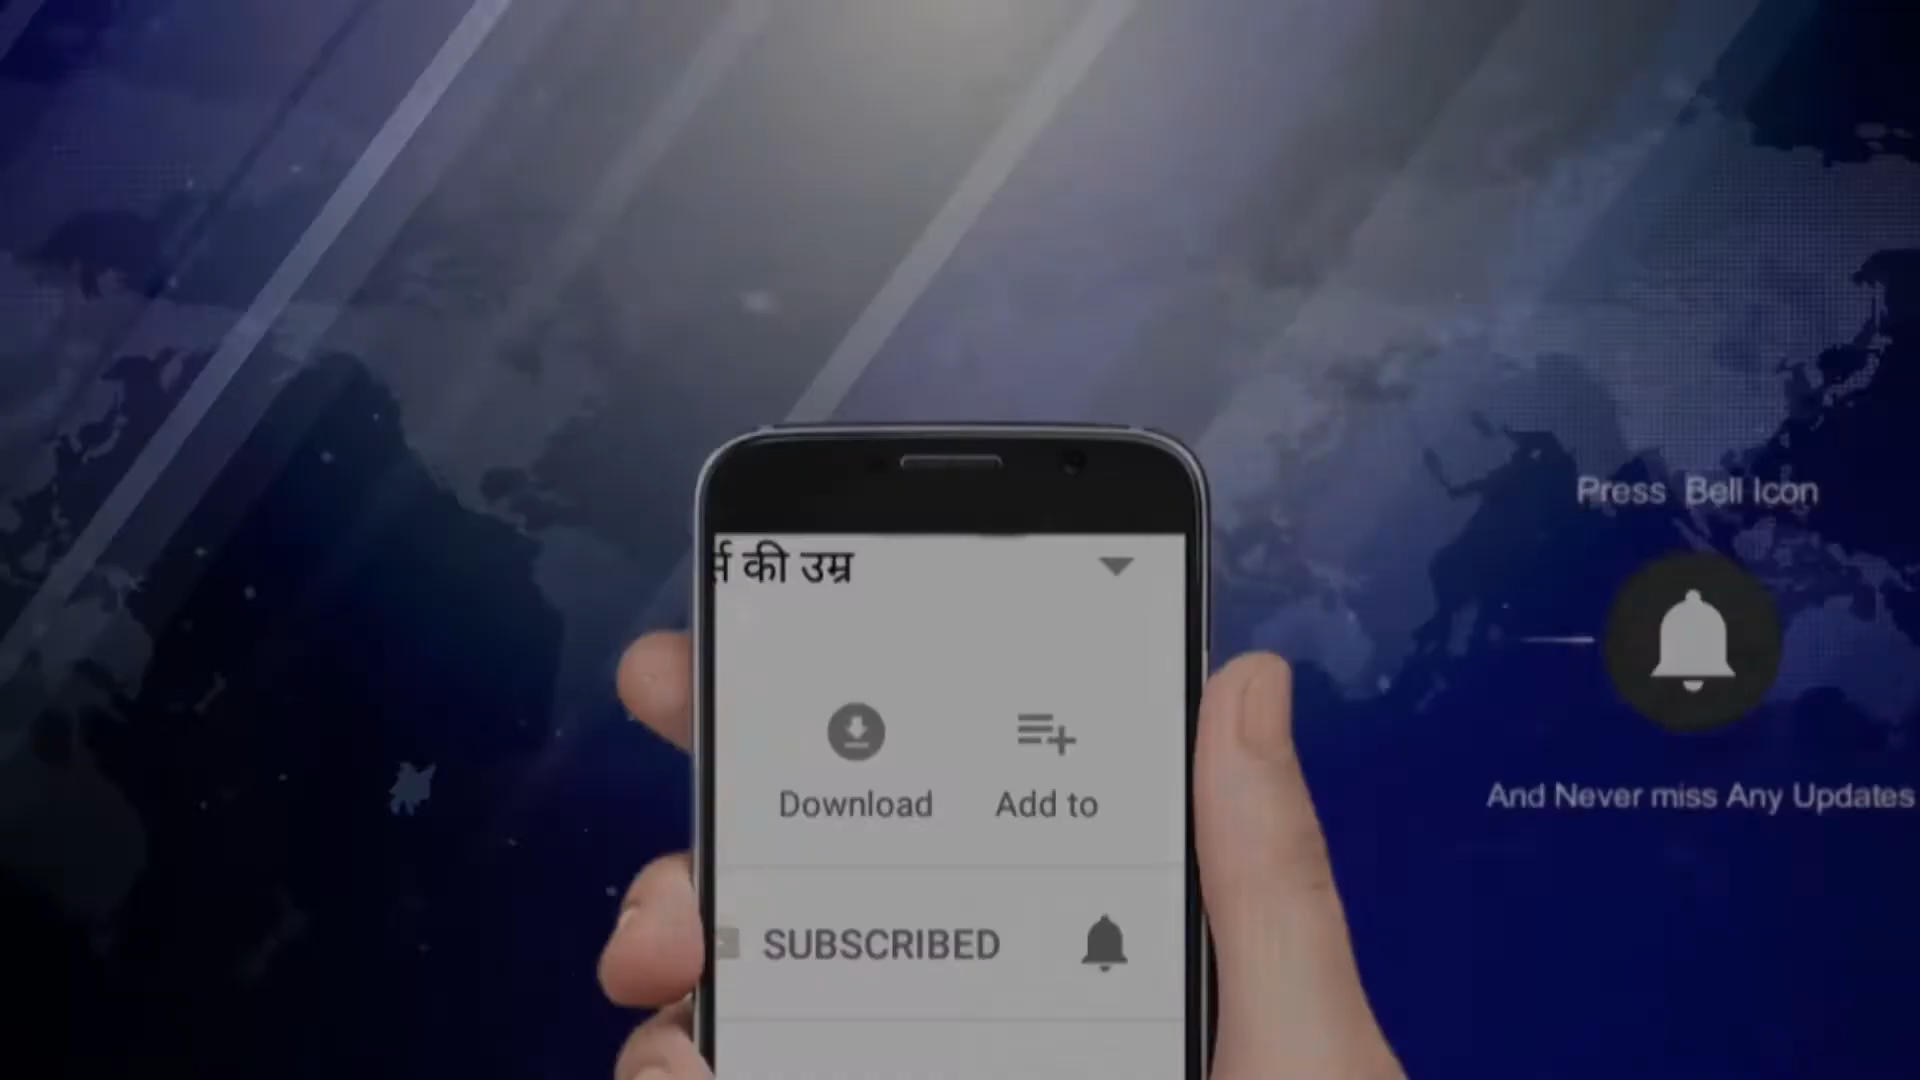 Press Bell Icon
की उम्र
Download Add to
And Never miss Any Updates
SUBSCRIBED